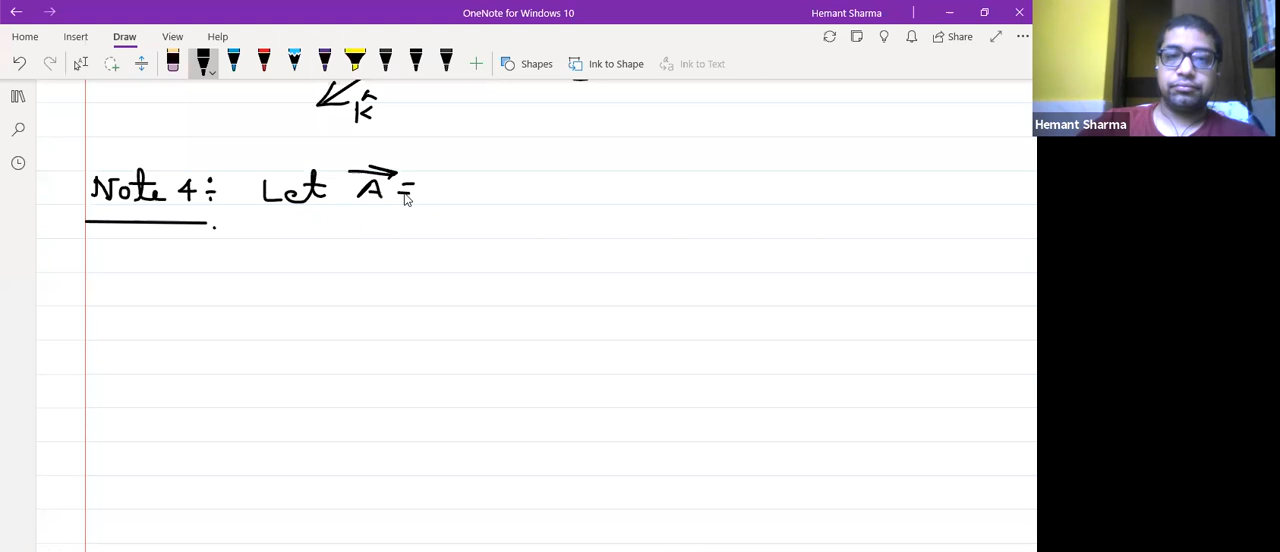 OneNote for Windows 10
Hemant Sharma
Home Insert Draw View Help
Share
Shapes Ink to Shape Ink to Text
k̂
Note 4:- Let A⃗ =
Hemant Sharma